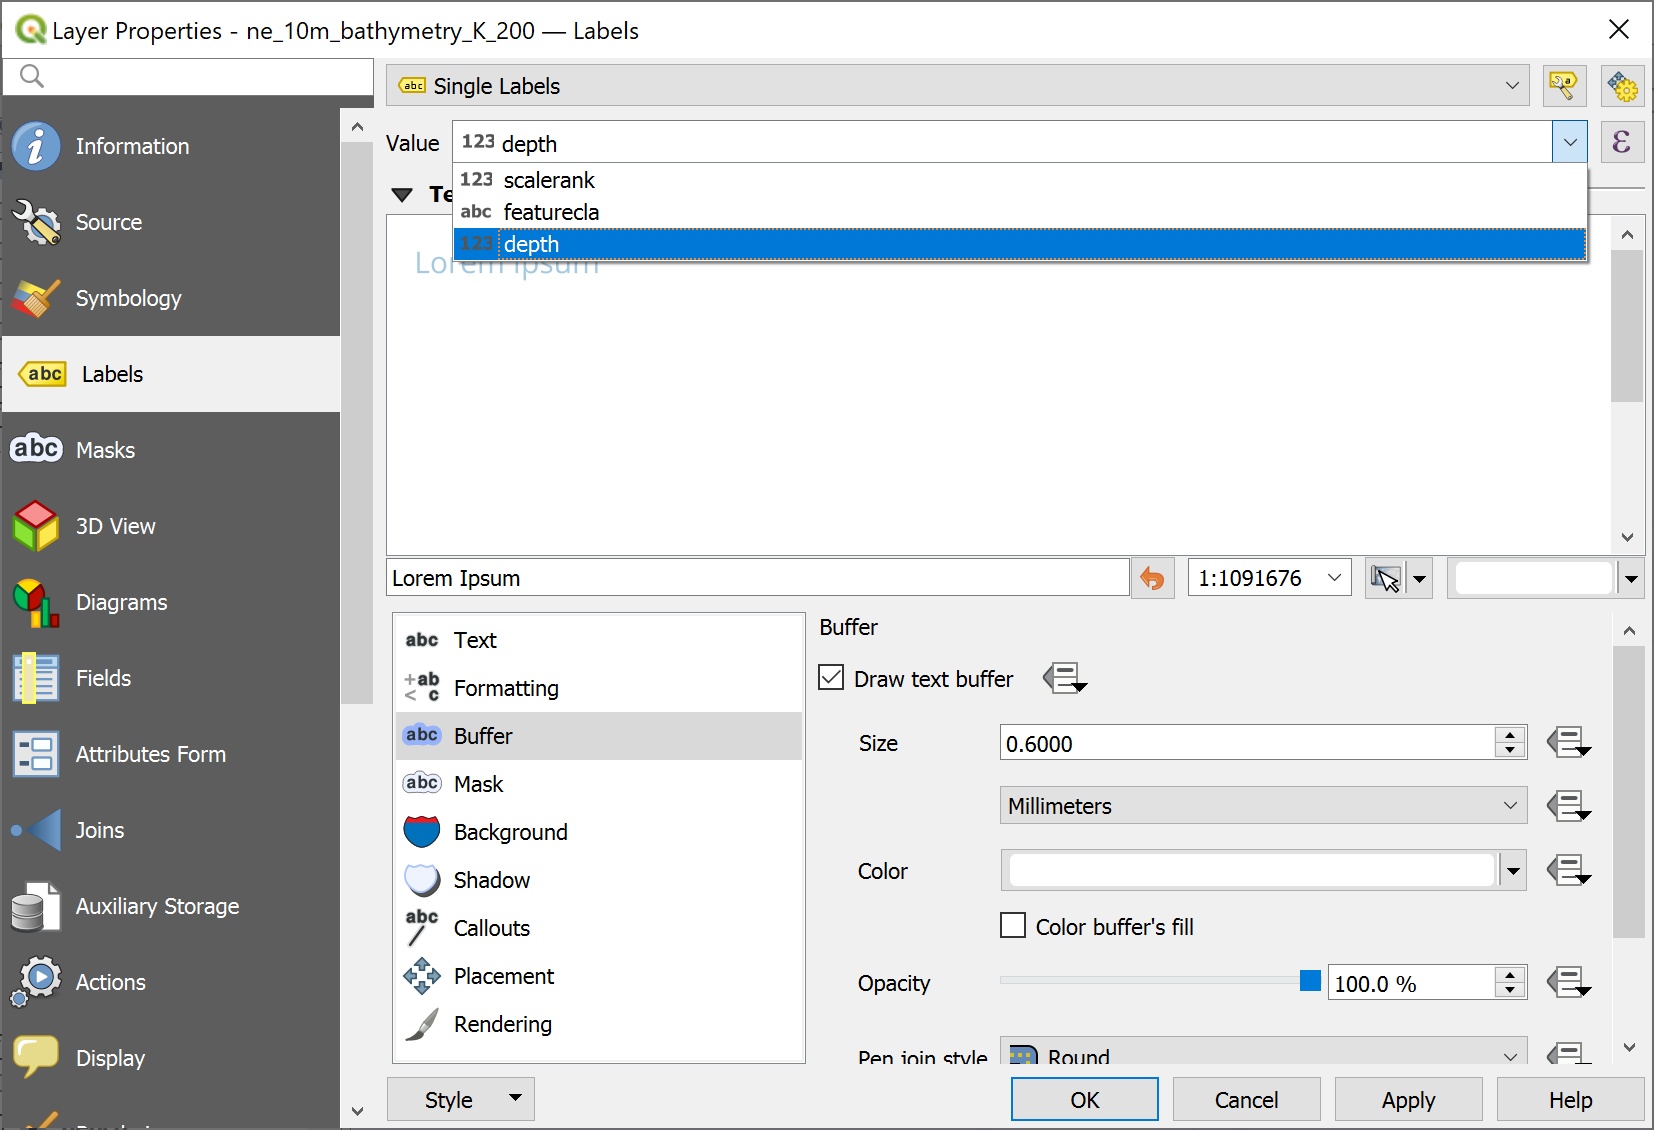 Layer Properties - ne_10m_bathymetry_K_200 — Labels
abc Single Labels
Value 123 depth
123 scalerank
abc featurecla
123 depth
Te
Lorem Ipsum
Information
Source
Symbology
abc Labels
abc Masks
3D View
Diagrams
Fields
Attributes Form
Joins
Auxiliary Storage
Actions
Display
Lorem Ipsum
1:1091676
abc Text
+ab
< c Formatting
abc Buffer
abc Mask
Background
Shadow
abc Callouts
Placement
Rendering
Buffer
Draw text buffer
Size 0.6000
Millimeters
Color
Color buffer's fill
Opacity 100.0 %
Pen join style Round
Style
OK Cancel Apply Help